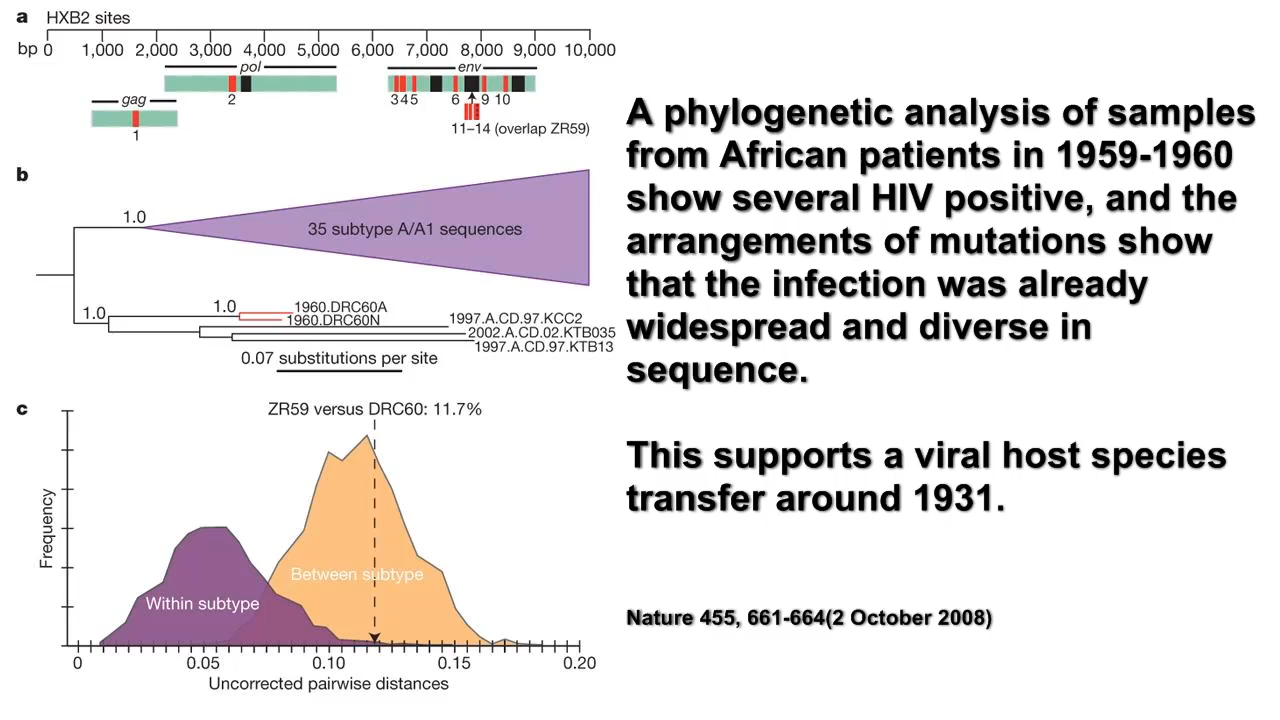 a HXB2 sites
bp 0 1,000 2,000 3,000 4,000 5,000 6,000 7,000 8,000 9,000 10,000
pol env
2 345 6 9 10
gag
1
11–14 (overlap ZR59)
b
1.0
35 subtype A/A1 sequences
1.0 1.0 1960.DRC60A
1960.DRC60N 1997.A.CD.97.KCC2
2002.A.CD.02.KTB035
1997.A.CD.97.KTB13
0.07 substitutions per site
c ZR59 versus DRC60: 11.7%
Frequency
Between subtype
Within subtype
0 0.05 0.10 0.15 0.20
Uncorrected pairwise distances
A phylogenetic analysis of samples
from African patients in 1959-1960
show several HIV positive, and the
arrangements of mutations show
that the infection was already
widespread and diverse in
sequence.
This supports a viral host species
transfer around 1931.
Nature 455, 661-664(2 October 2008)